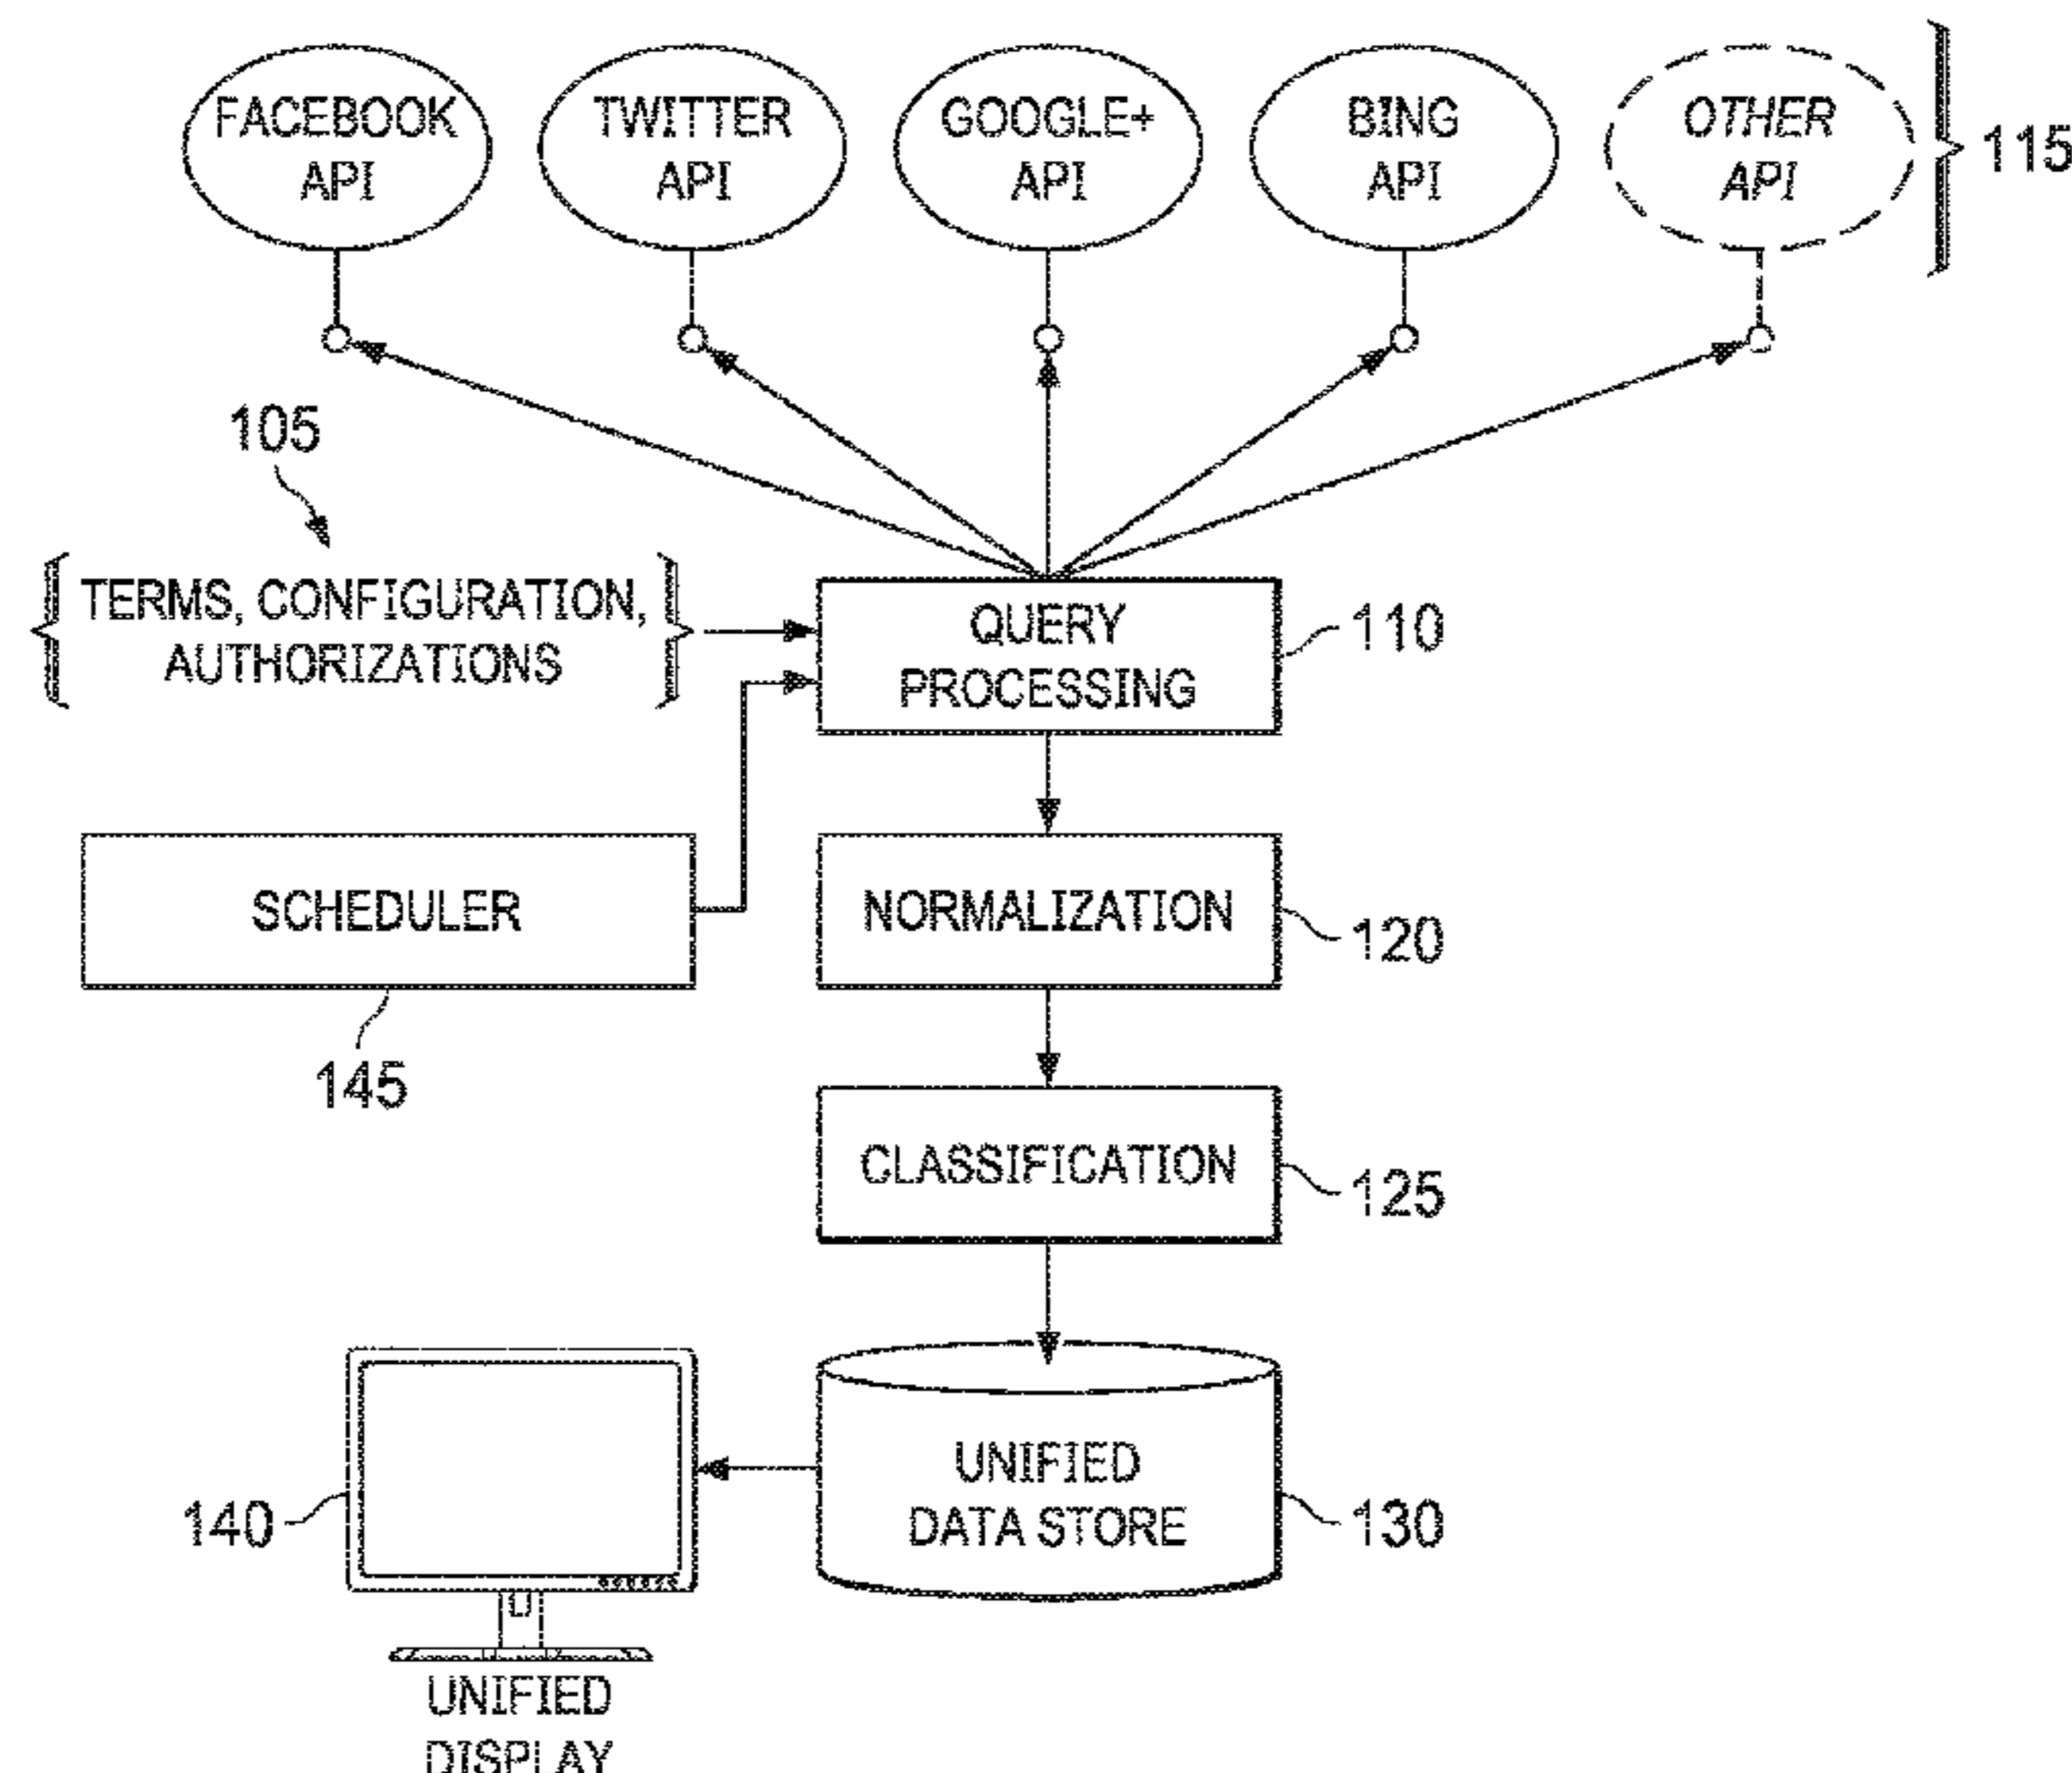 FACEBOOK
API
TWITTER
API
GOOGLE+
API
BING
API
OTHER
API
115
105
TERMS, CONFIGURATION,
AUTHORIZATIONS
QUERY
PROCESSING
110
SCHEDULER
145
NORMALIZATION
120
CLASSIFICATION
125
UNIFIED
DATA STORE
130
140
UNIFIED
DISPLAY